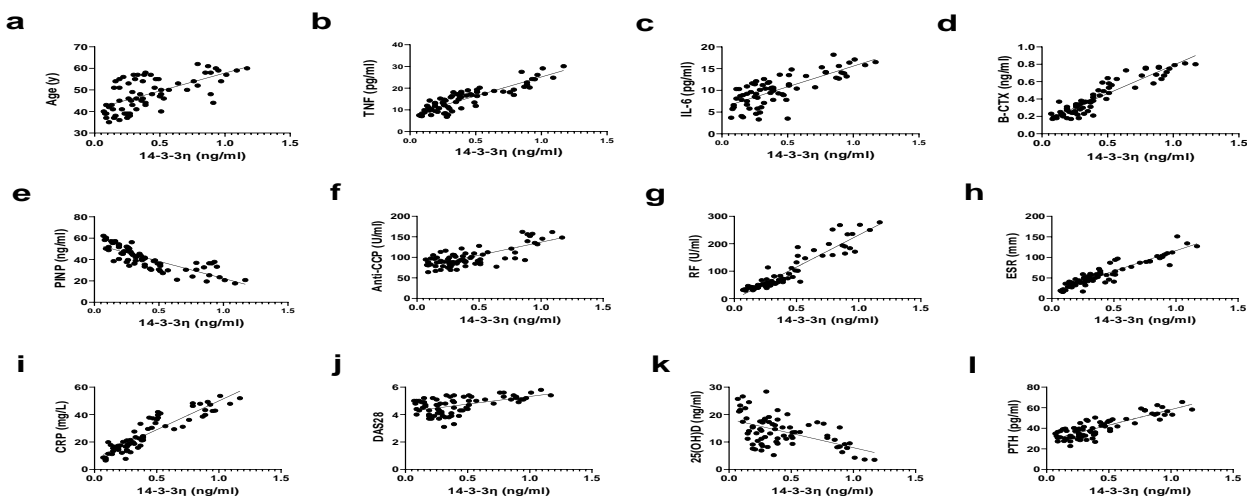 a
Age (y)
70
60
50
40
30
0.0 0.5 1.0 1.5
14-3-3η (ng/ml)
b
TNF (pg/ml)
40
30
20
10
0
0.0 0.5 1.0 1.5
14-3-3η (ng/ml)
c
IL-6 (pg/ml)
20
15
10
5
0
0.0 0.5 1.0 1.5
14-3-3η (ng/ml)
d
B-CTX (ng/ml)
1.0
0.8
0.6
0.4
0.2
0.0
0.0 0.5 1.0 1.5
14-3-3η (ng/ml)
e
PINP (ng/ml)
80
60
40
20
0
0.0 0.5 1.0 1.5
14-3-3η (ng/ml)
f
Anti-CCP (U/ml)
200
150
100
50
0
0.0 0.5 1.0 1.5
14-3-3η (ng/ml)
g
RF (U/ml)
300
200
100
0
0.0 0.5 1.0 1.5
14-3-3η (ng/ml)
h
ESR (mm)
200
150
100
50
0
0.0 0.5 1.0 1.5
14-3-3η (ng/ml)
i
CRP (mg/L)
60
40
20
0
0.0 0.5 1.0 1.5
14-3-3η (ng/ml)
j
DAS28
6
4
2
0
0.0 0.5 1.0 1.5
14-3-3η (ng/ml)
k
25(OH)D (ng/ml)
30
20
10
0
0.0 0.5 1.0 1.5
14-3-3η (ng/ml)
l
PTH (pg/ml)
80
60
40
20
0
0.0 0.5 1.0 1.5
14-3-3η (ng/ml)